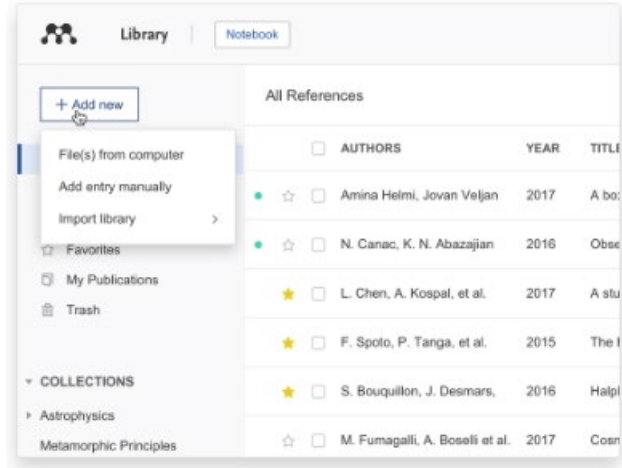 Library
Notebook
+ Add new
File(s) from computer
Add entry manually
Import library
Favorites
My Publications
Trash
COLLECTIONS
Astrophysics
Metamorphic Principles
All References
AUTHORS YEAR
Amina Helmi, Jovan Veljan 2017 A
N. Canac, K. N. Abazajian 2016
L. Chen, A. Kospal, et al. 2017 A
F. Spoto, P. Tanga, et al. 2015 The
S. Bouquillon, J. Desmars, 2016
M. Fumagalli, A. Boselli et al. 2017